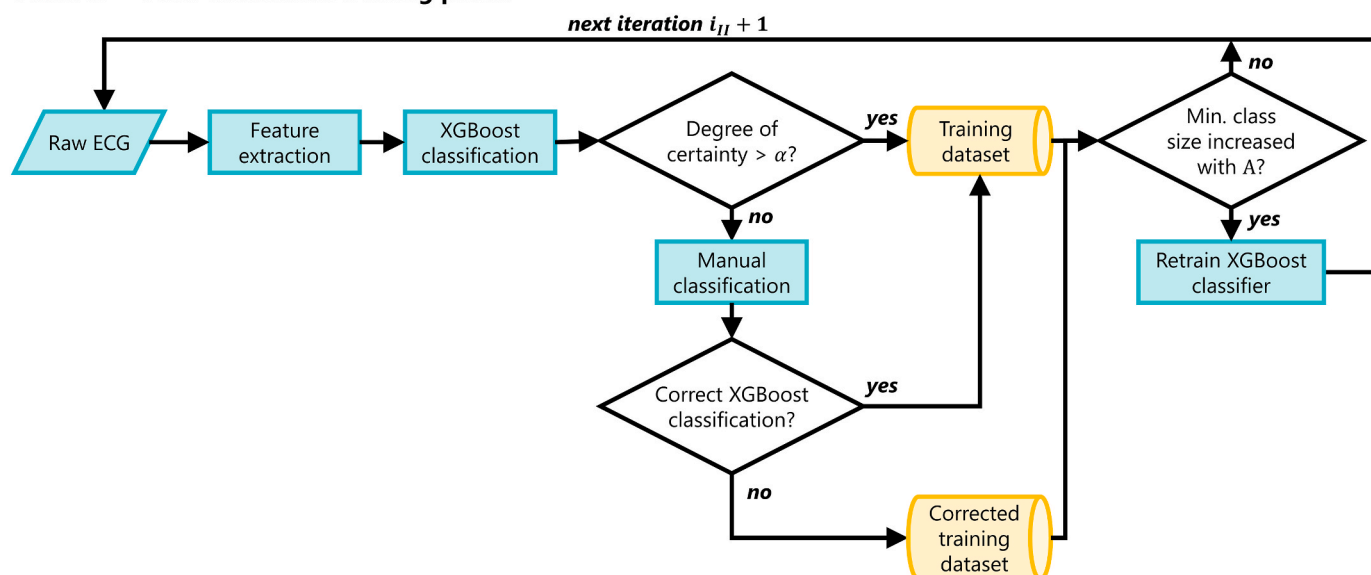 next iteration i_II + 1
no
Raw ECG
Feature
extraction
XGBoost
classification
Degree of
certainty > α?
yes
Training
dataset
Min. class
size increased
with A?
no
yes
Manual
classification
Retrain XGBoost
classifier
Correct XGBoost
classification?
yes
no
Corrected
training
dataset